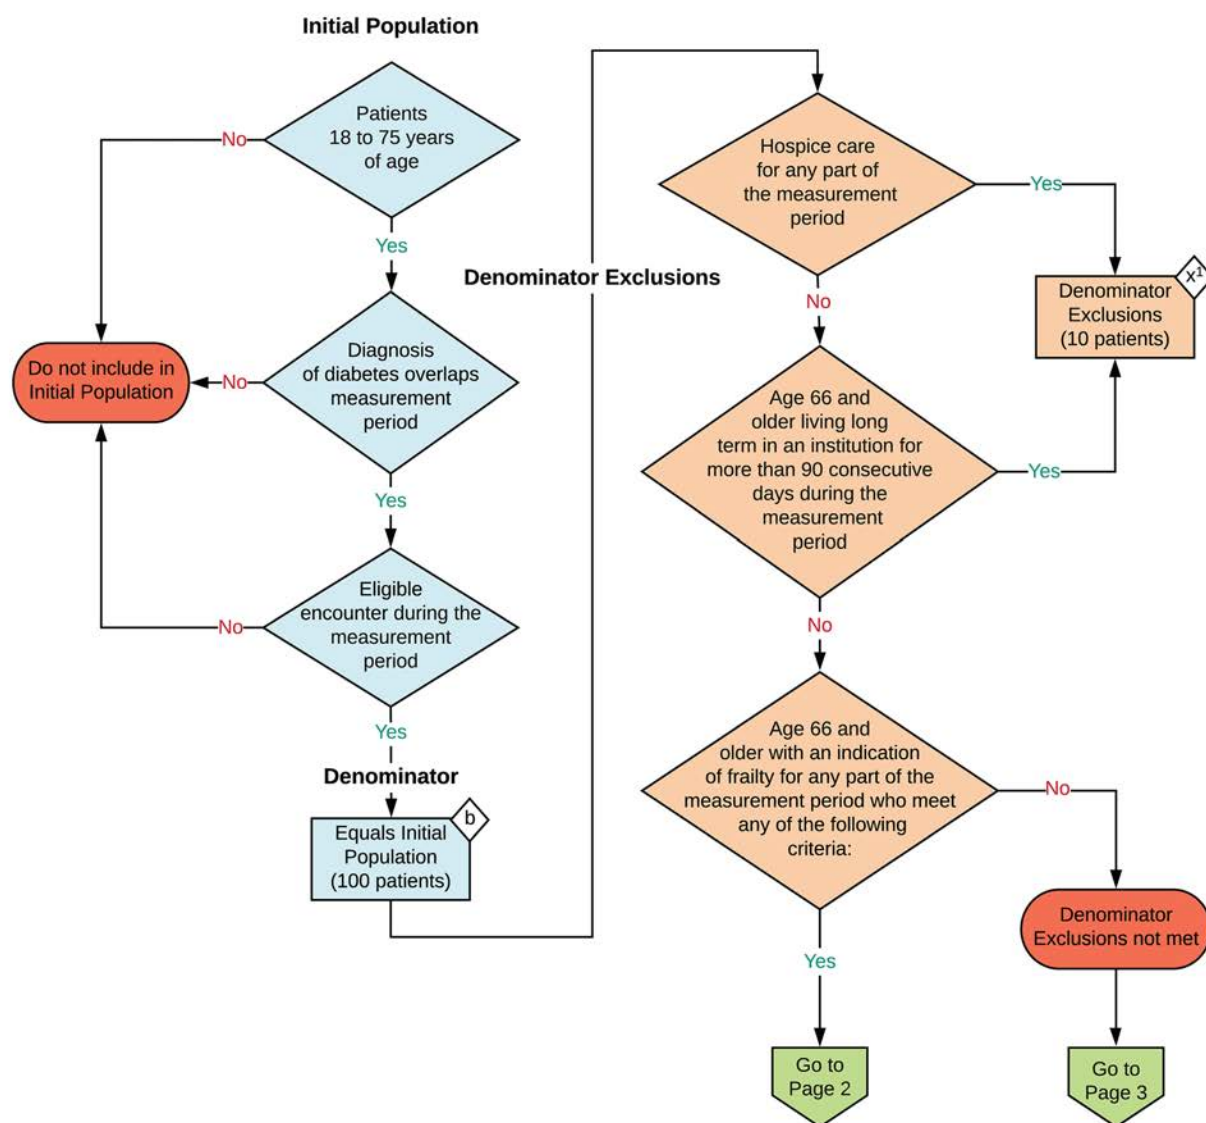 Initial Population
Patients
18 to 75 years
of age
No
Yes
Diagnosis
of diabetes overlaps
measurement
period
No
Do not include in
Initial Population
Yes
Eligible
encounter during the
measurement
period
No
Yes
Denominator
Equals Initial
Population
(100 patients)
b
Denominator Exclusions
Hospice care
for any part of
the measurement
period
Yes
No
Denominator
Exclusions
(10 patients)
x¹
Age 66 and
older living long
term in an institution for
more than 90 consecutive
days during the
measurement
period
Yes
No
Age 66 and
older with an indication
of frailty for any part of the
measurement period who meet
any of the following
criteria:
No
Yes
Denominator
Exclusions not met
Go to
Page 2
Go to
Page 3